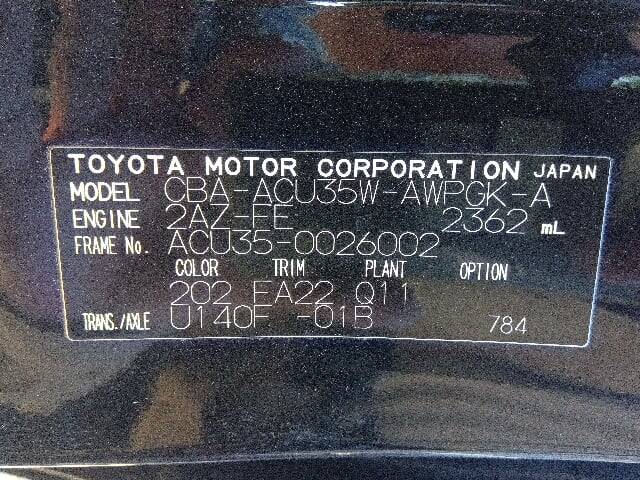 TOYOTA MOTOR CORPORATION JAPAN
MODEL CBA-ACU35W-AWPGK-A
ENGINE 2AZ-FE 2362 mL
FRAME No. ACU35-0026002
COLOR TRIM PLANT OPTION
202 FA22 Q11
TRANS./AXLE U140F -01B 784